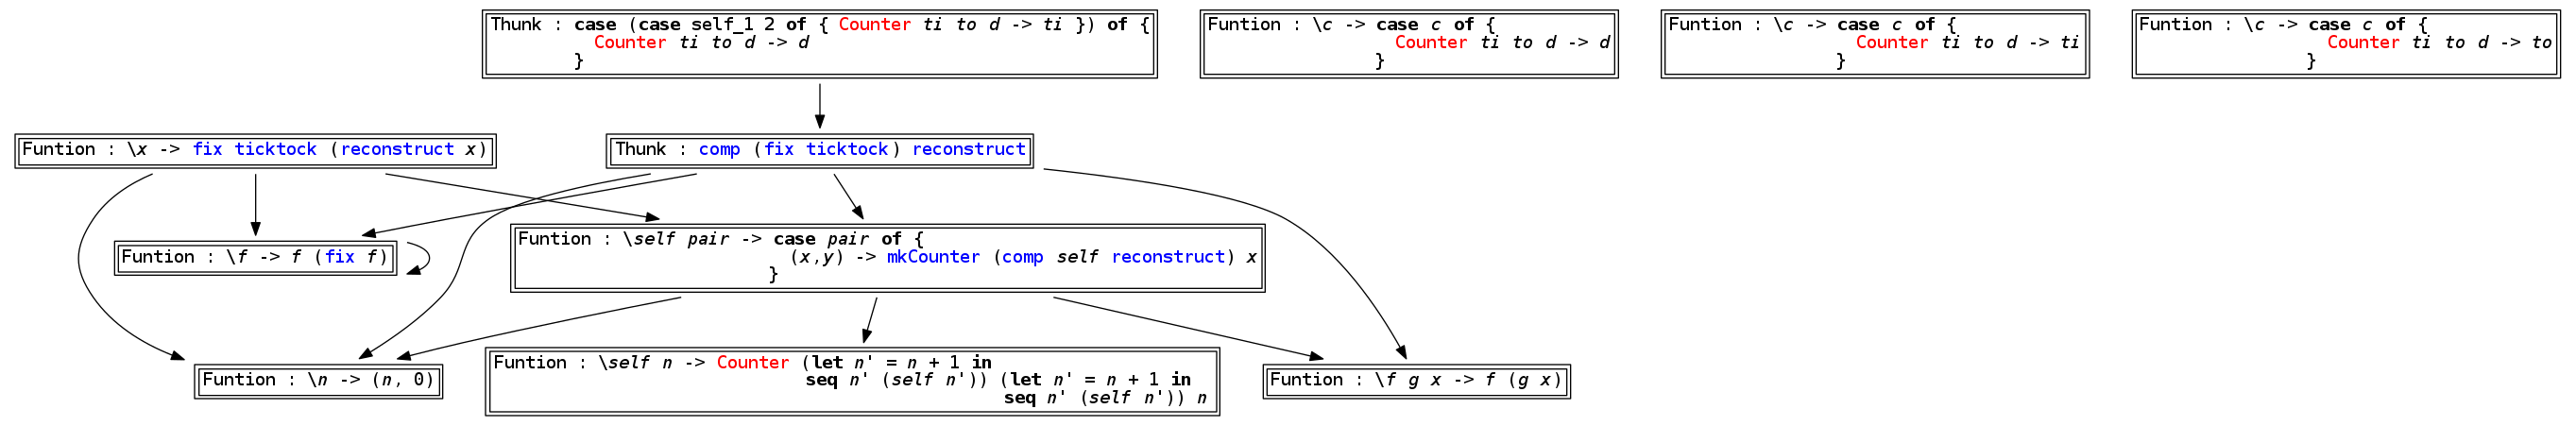 Thunk : case (case self_1 2 of { Counter ti to d -> ti }) of {
Counter ti to d -> d
}
Funtion : \c -> case c of {
Counter ti to d -> d
}
Funtion : \c -> case c of {
Counter ti to d -> ti
}
Funtion : \c -> case c of {
Counter ti to d -> to
}
Funtion : \x -> fix ticktock (reconstruct x)
Thunk : comp (fix ticktock) reconstruct
Funtion : \f -> f (fix f)
Funtion : \self pair -> case pair of {
(x,y) -> mkCounter (comp self reconstruct) x
}
Funtion : \n -> (n, 0)
Funtion : \self n -> Counter (let n' = n + 1 in
seq n' (self n')) (let n' = n + 1 in
seq n' (self n')) n
Funtion : \f g x -> f (g x)